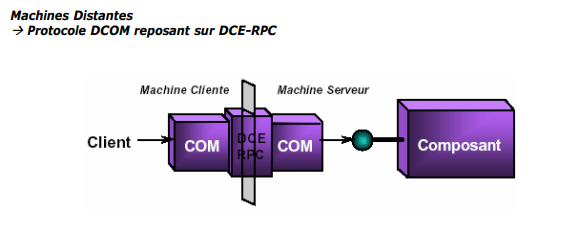 Machines Distantes
→ Protocole DCOM reposant sur DCE-RPC
Machine Cliente
Machine Serveur
Client
COM
DCE
RPC
COM
Composant